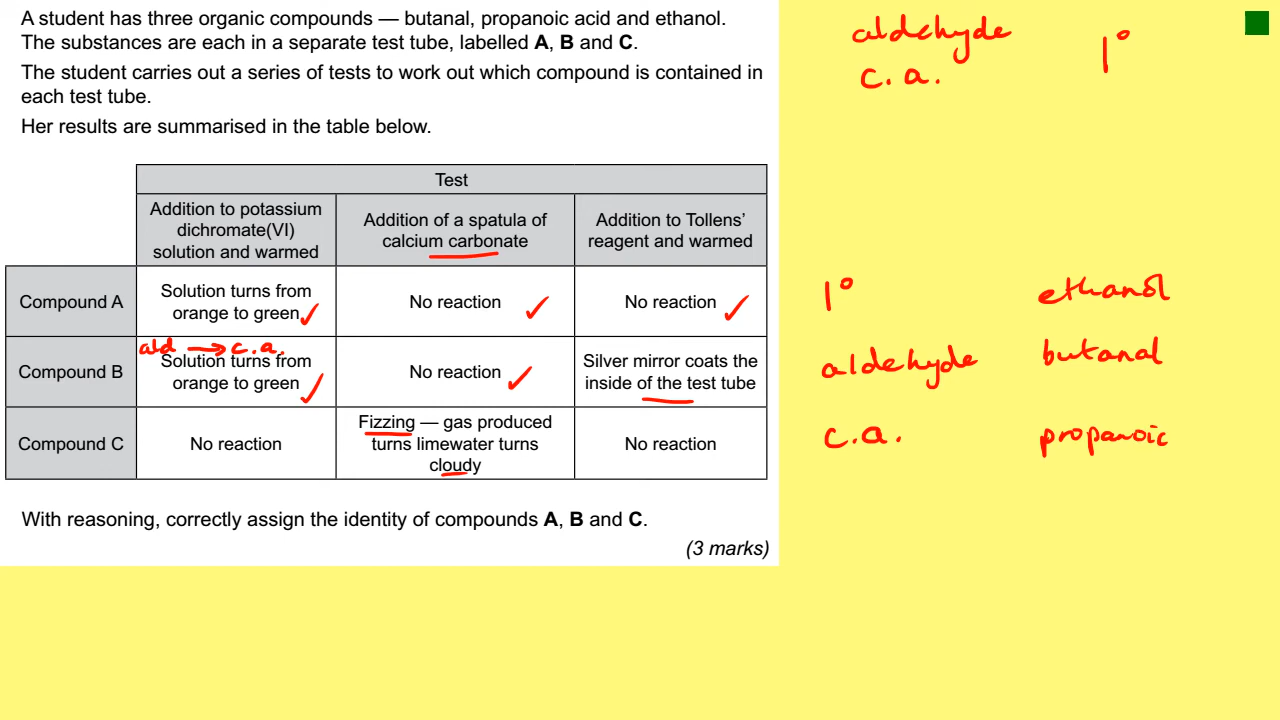 A student has three organic compounds — butanal, propanoic acid and ethanol.
The substances are each in a separate test tube, labelled A, B and C.
The student carries out a series of tests to work out which compound is contained in
each test tube.
Her results are summarised in the table below.
aldehyde
1°
c.a.
Test
Addition to potassium
dichromate(VI)
solution and warmed
Addition of a spatula of
calcium carbonate
Addition to Tollens'
reagent and warmed
Compound A
Solution turns from
orange to green
No reaction
No reaction
1° ethanol
Compound B
ald → c.a.
Solution turns from
orange to green
No reaction
Silver mirror coats the
inside of the test tube
aldehyde butanal
Compound C
No reaction
Fizzing — gas produced
turns limewater turns
cloudy
No reaction
c.a. propanoic
With reasoning, correctly assign the identity of compounds A, B and C.
(3 marks)